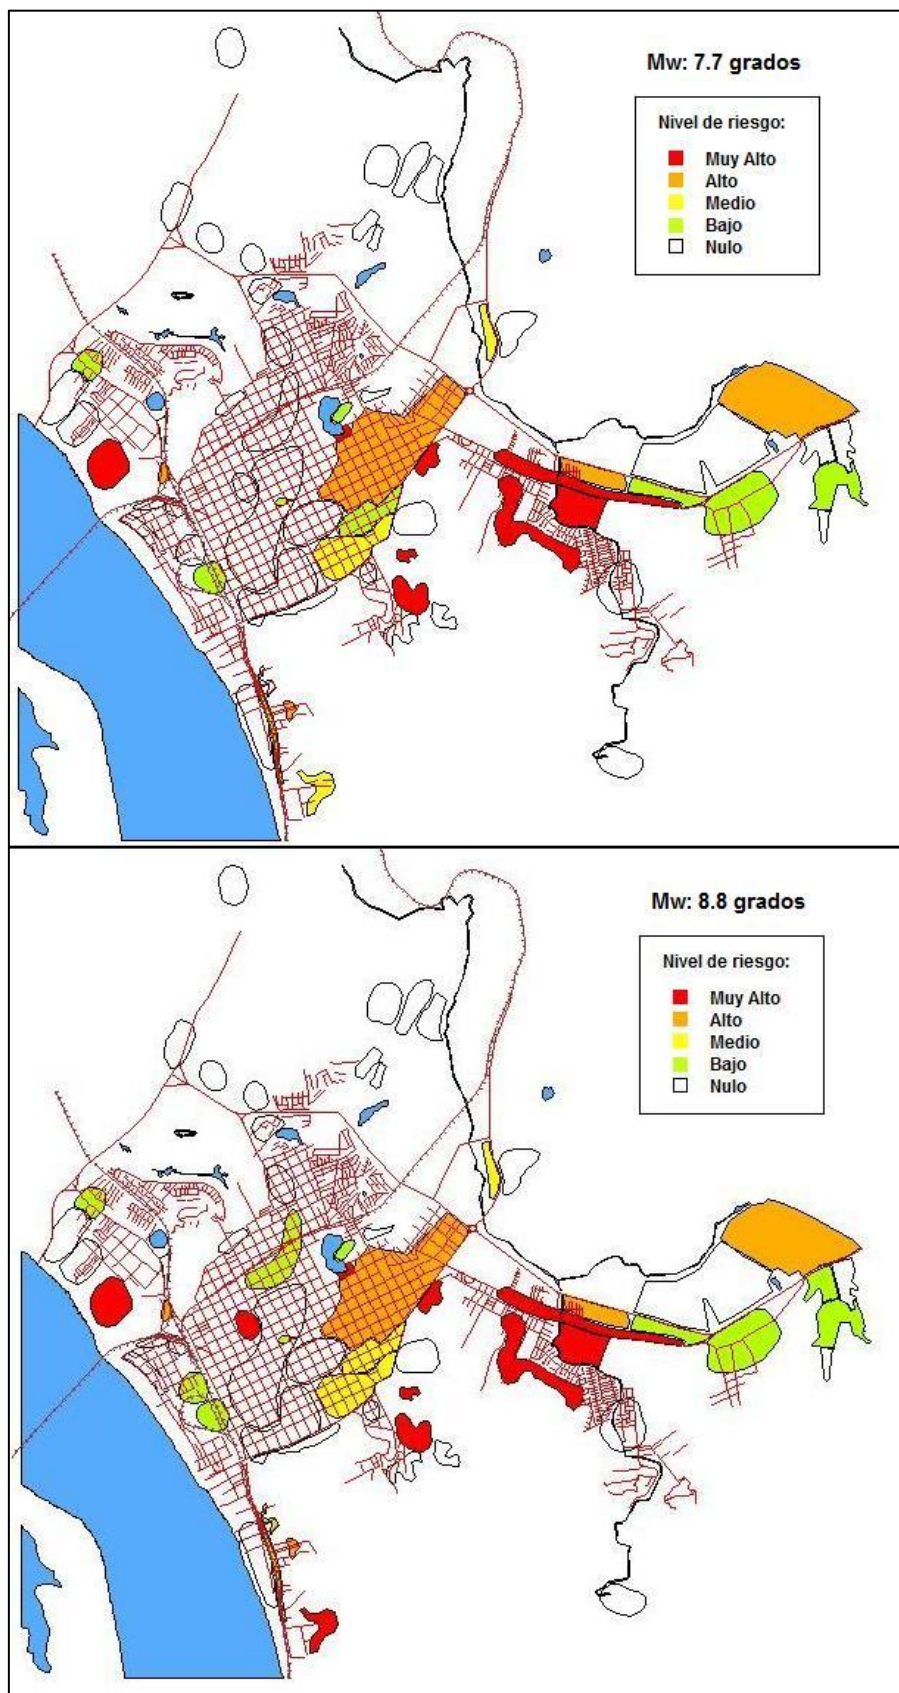 Mw: 7.7 grados
Nivel de riesgo:
Muy Alto
Alto
Medio
Bajo
Nulo
Mw: 8.8 grados
Nivel de riesgo:
Muy Alto
Alto
Medio
Bajo
Nulo